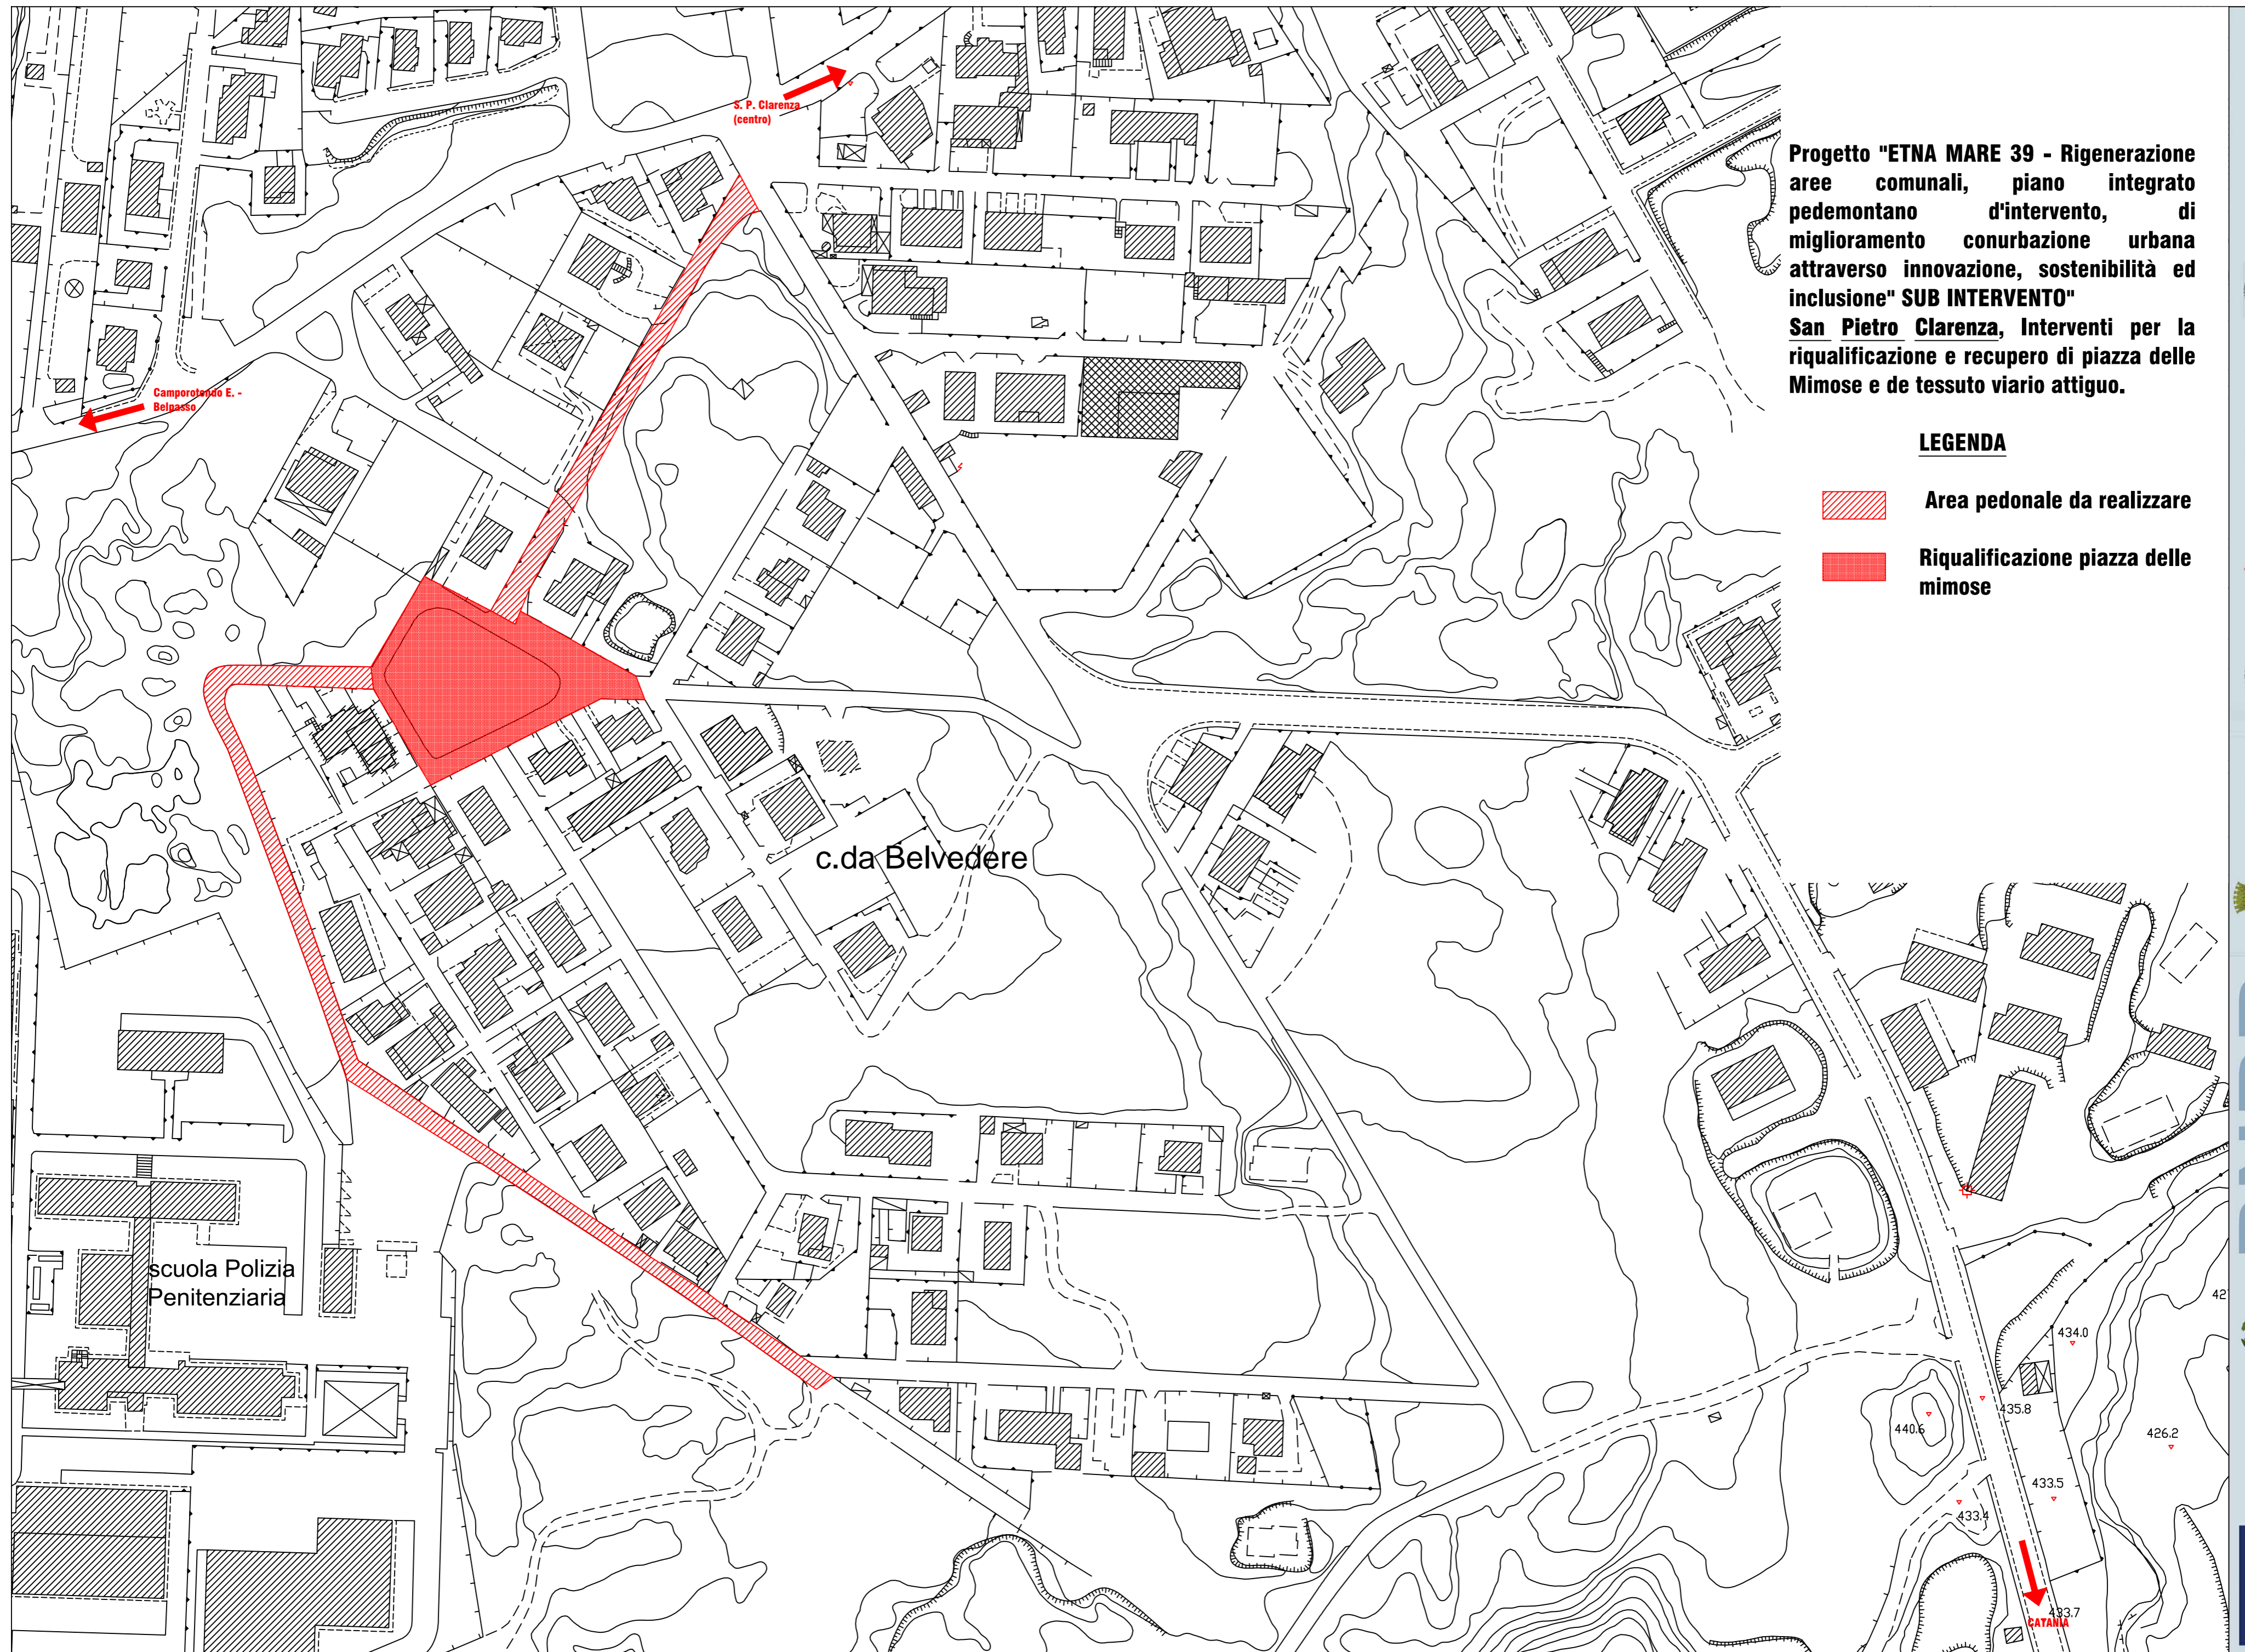 S. P. Clarenza
(centro)
Progetto "ETNA MARE 39 - Rigenerazione
aree comunali, piano integrato
pedemontano d'intervento, di
miglioramento conurbazione urbana
attraverso innovazione, sostenibilità ed
inclusione" SUB INTERVENTO"
San Pietro Clarenza, Interventi per la
riqualificazione e recupero di piazza delle
Mimose e de tessuto viario attiguo.
Camporotondo E. -
Belpasso
LEGENDA
Area pedonale da realizzare
Riqualificazione piazza delle
mimose
c.da Belvedere
scuola Polizia
Penitenziaria
434.0
435.8
440.6
426.2
433.5
433.4
433.7
CATANIA